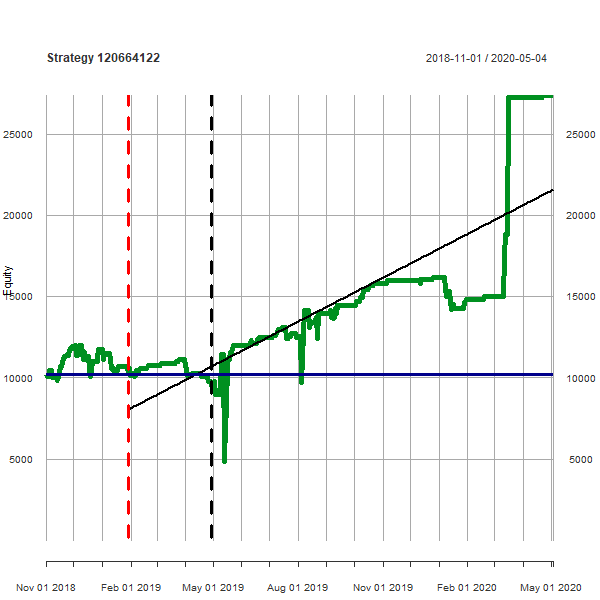 Strategy 120664122
2018-11-01 / 2020-05-04
Equity
25000
25000
20000
20000
15000
15000
10000
10000
5000
5000
Nov 01 2018
Feb 01 2019
May 01 2019
Aug 01 2019
Nov 01 2019
Feb 01 2020
May 01 2020